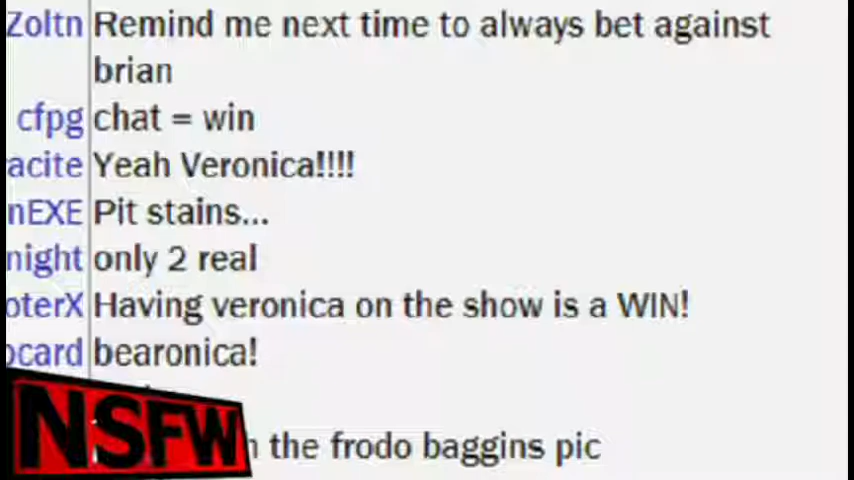 Zoltn Remind me next time to always bet against
brian
cfpg chat = win
acite Yeah Veronica!!!!
nEXE Pit stains...
night only 2 real
oterX Having veronica on the show is a WIN!
ocard bearonica!
NSFW the frodo baggins pic